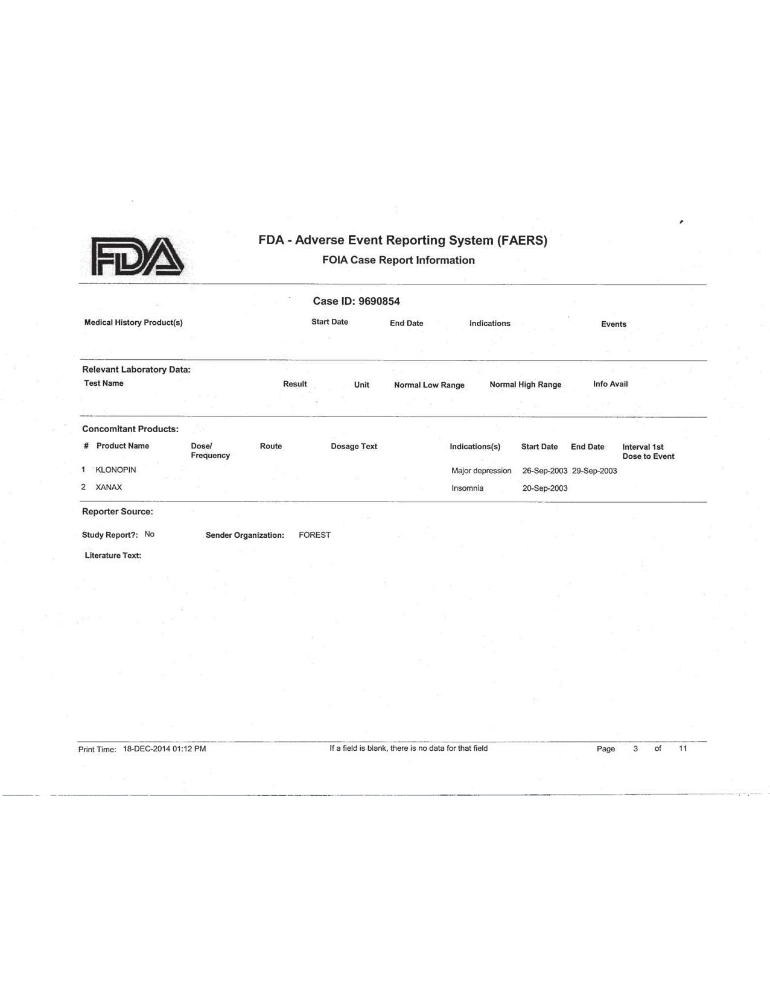 FDA
FDA - Adverse Event Reporting System (FAERS)
FOIA Case Report Information
Case ID: 9690854
Medical History Product(s) Start Date End Date Indications Events
Relevant Laboratory Data:
Test Name Result Unit Normal Low Range Normal High Range Info Avail
Concomitant Products:
# Product Name Dose/ Frequency Route Dosage Text Indications(s) Start Date End Date Interval 1st Dose to Event
1 KLONOPIN Major depression 26-Sep-2003 29-Sep-2003
2 XANAX Insomnia 20-Sep-2003
Reporter Source:
Study Report?: No Sender Organization: FOREST
Literature Text:
Print Time: 18-DEC-2014 01:12 PM If a field is blank, there is no data for that field Page 3 of 11